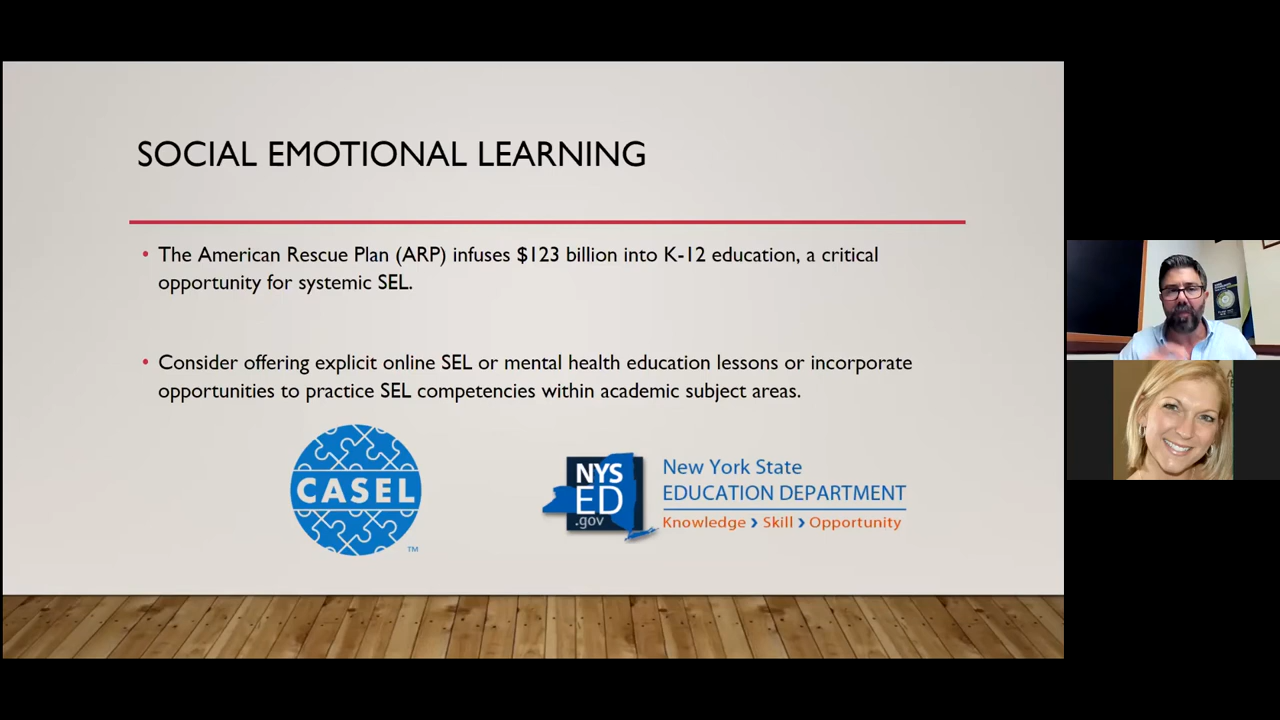 SOCIAL EMOTIONAL LEARNING
• The American Rescue Plan (ARP) infuses $123 billion into K-12 education, a critical
opportunity for systemic SEL.
• Consider offering explicit online SEL or mental health education lessons or incorporate
opportunities to practice SEL competencies within academic subject areas.
CASEL
TM
NYS
ED
.gov
New York State
EDUCATION DEPARTMENT
Knowledge › Skill › Opportunity